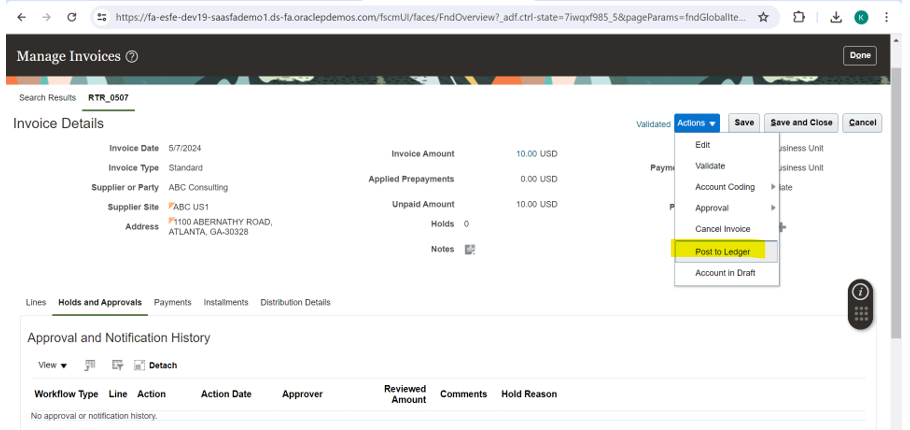 https://fa-esfe-dev19-saasfademo1.ds-fa.oraclepdemos.com/fscmUI/faces/FndOverview?_adf.ctrl-state=7iwqxf985_5&pageParams=fndGlobalIte...
K
Manage Invoices ?
Done
Search Results RTR_0507
Invoice Details
Validated Actions Save Save and Close Cancel
Invoice Date 5/7/2024
Invoice Type Standard
Supplier or Party ABC Consulting
Supplier Site ABC US1
Address 1100 ABERNATHY ROAD,
ATLANTA, GA-30328
Invoice Amount 10.00 USD
Applied Prepayments 0.00 USD
Unpaid Amount 10.00 USD
Holds 0
Notes
Edit
Validate
Account Coding
Approval
Cancel Invoice
Post to Ledger
Account in Draft
Lines Holds and Approvals Payments Installments Distribution Details
Approval and Notification History
View Detach
Workflow Type Line Action Action Date Approver Reviewed Amount Comments Hold Reason
No approval or notification history.